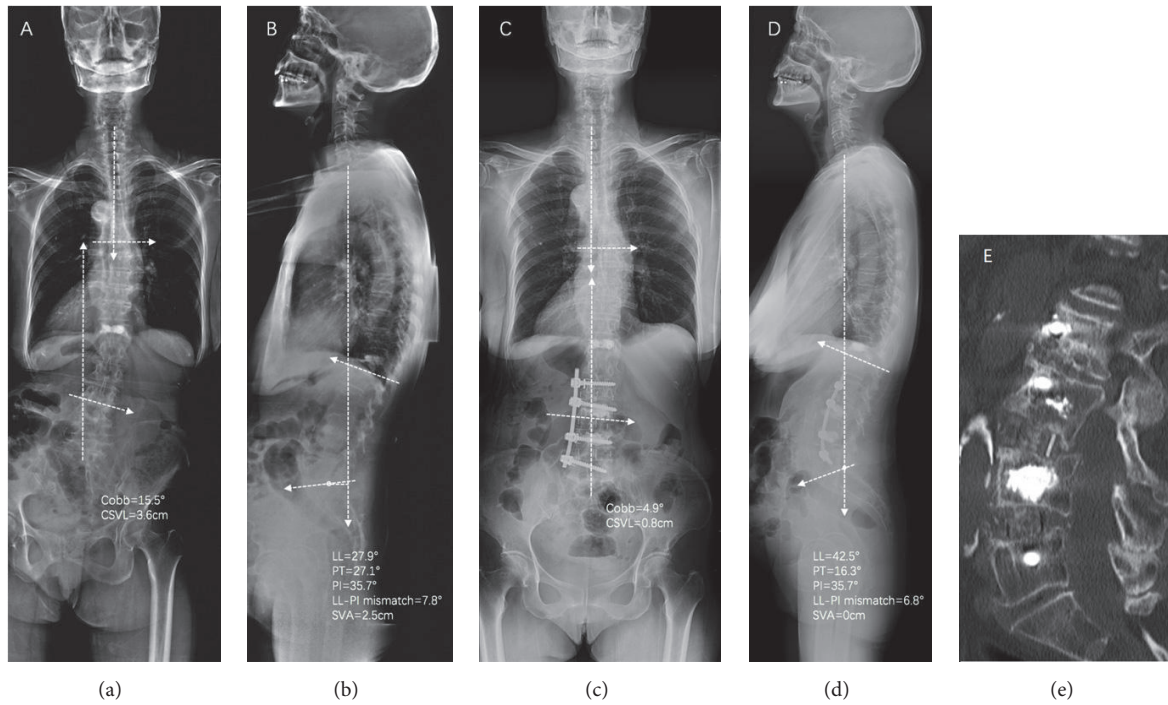 A
B
C
D
E
Cobb=15.5°
CSVL=3.6cm
LL=27.9°
PT=27.1°
PI=35.7°
LL-PI mismatch=7.8°
SVA=2.5cm
Cobb=4.9°
CSVL=0.8cm
LL=42.5°
PT=16.3°
PI=35.7°
LL-PI mismatch=6.8°
SVA=0cm
(a)
(b)
(c)
(d)
(e)